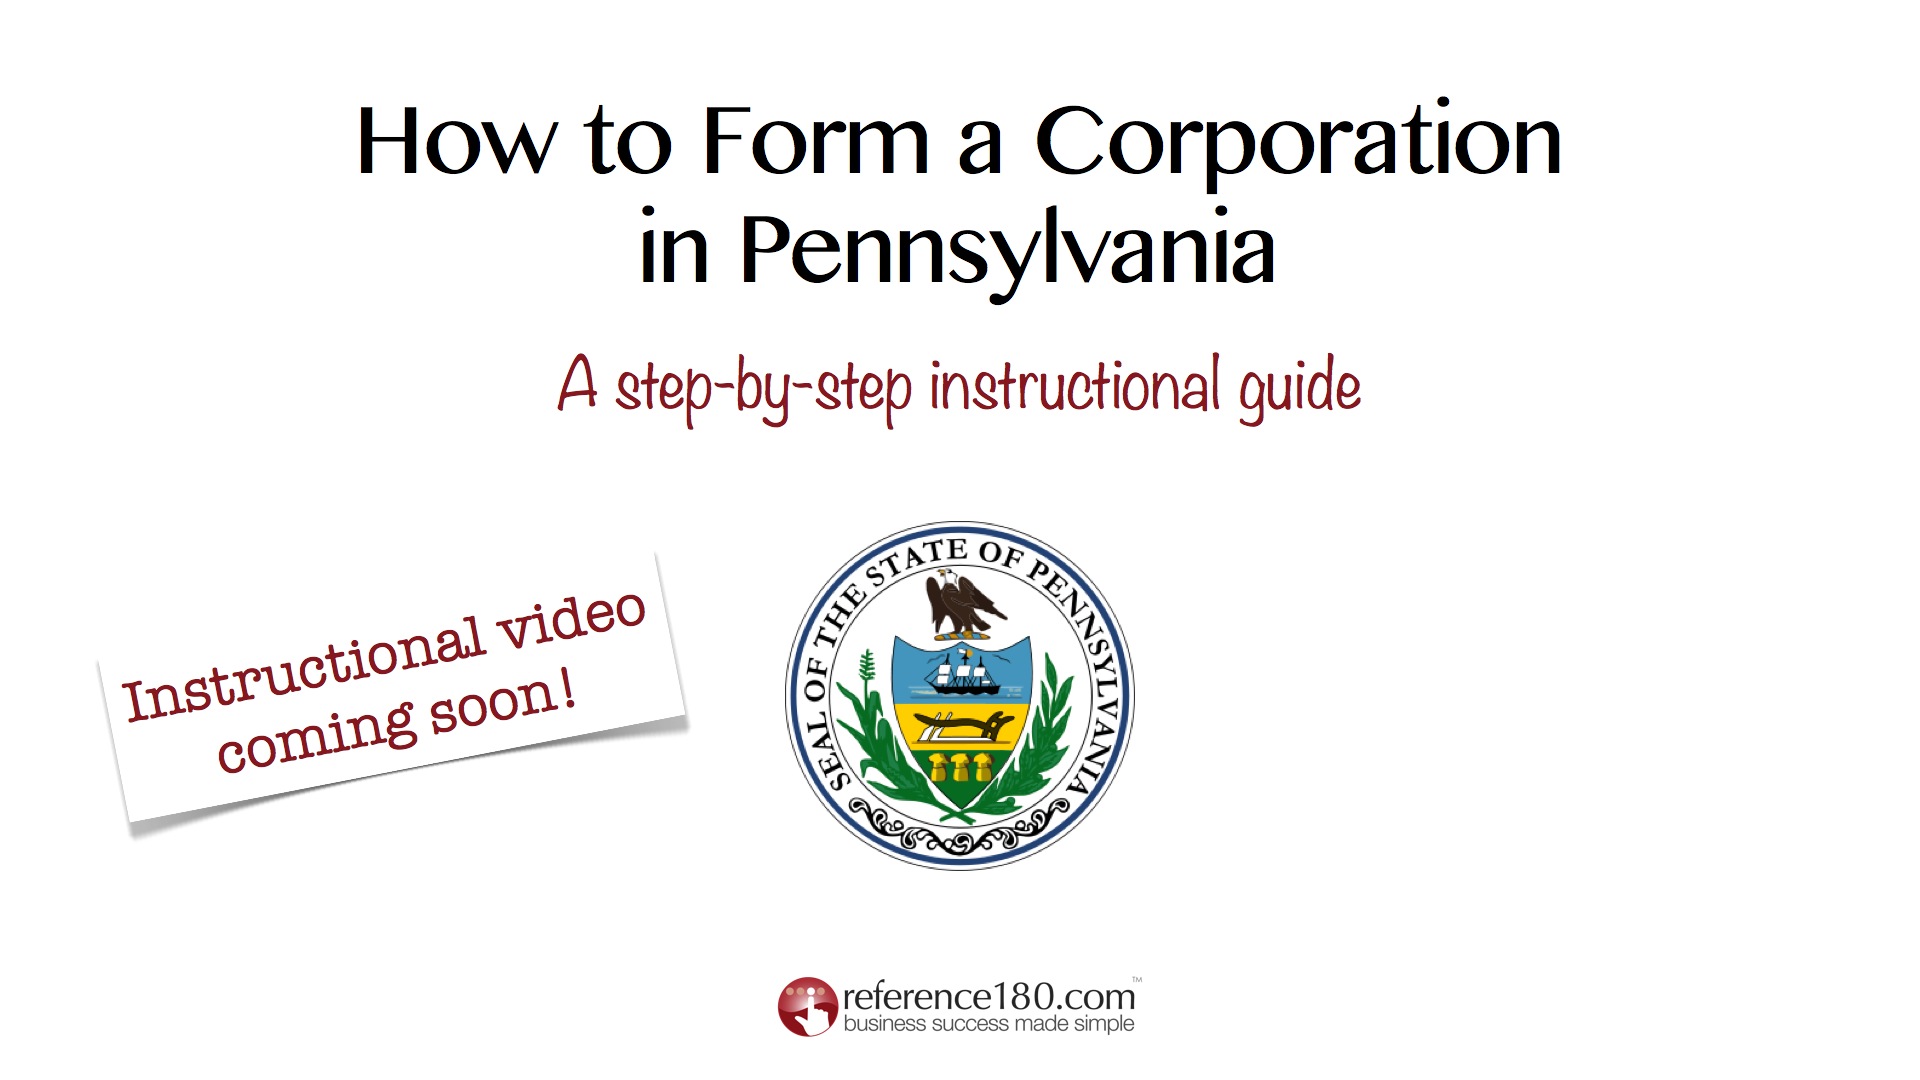 How to Form a Corporation
in Pennsylvania
A step-by-step instructional guide
Instructional video
coming soon!
SEAL OF THE STATE OF PENNSYLVANIA
reference180.com™
business success made simple